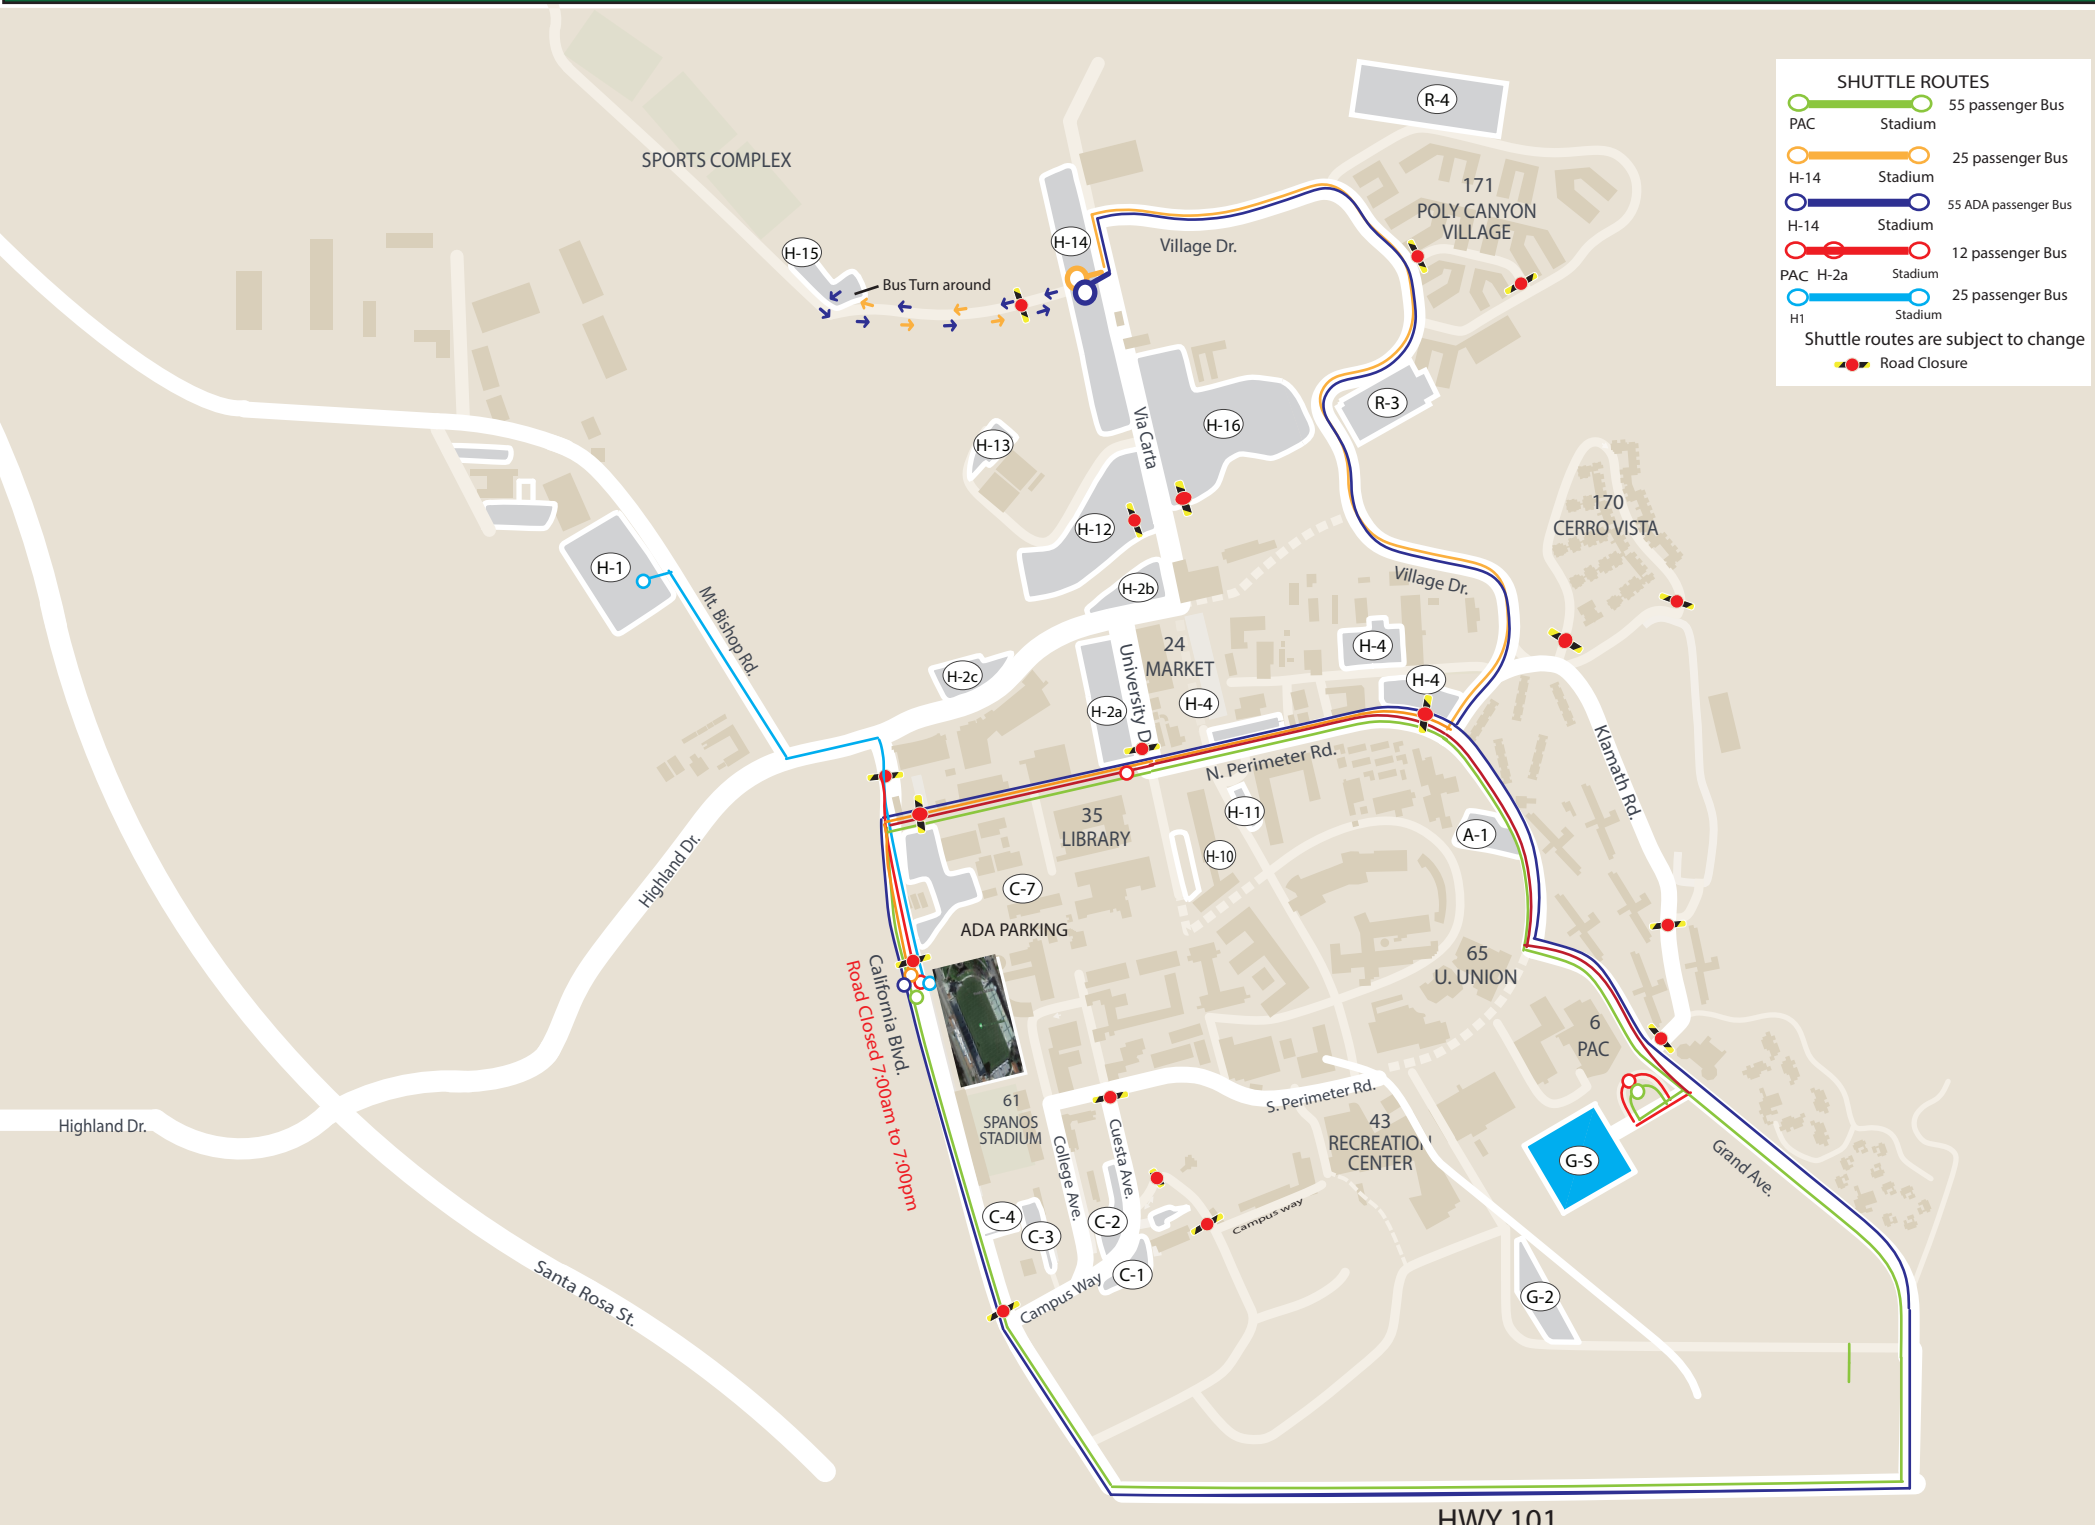 SHUTTLE ROUTES
55 passenger Bus
PAC Stadium
25 passenger Bus
H-14 Stadium
55 ADA passenger Bus
H-14 Stadium
12 passenger Bus
PAC H-2a Stadium
25 passenger Bus
H1 Stadium
Shuttle routes are subject to change
Road Closure
R-4
SPORTS COMPLEX
171
POLY CANYON
VILLAGE
H-15
H-14
Village Dr.
Bus Turn around
R-3
H-16
Via Carta
H-13
170
CERRO VISTA
H-12
H-1
Village Dr.
H-2b
Mt. Bishop Rd.
24
MARKET
H-4
H-2c
University D
H-4
H-4
H-2a
Klamath Rd.
N. Perimeter Rd.
35
LIBRARY
H-11
A-1
H-10
Highland Dr.
C-7
ADA PARKING
65
U. UNION
California Blvd.
Road Closed 7:00am to 7:00pm
6
PAC
61
SPANOS
STADIUM
S. Perimeter Rd.
43
RECREATION
CENTER
Highland Dr.
College Ave.
Cuesta Ave.
G-S
Grand Ave.
C-4
C-3
C-2
Campus way
C-1
Campus Way
G-2
Santa Rosa St.
HWY 101